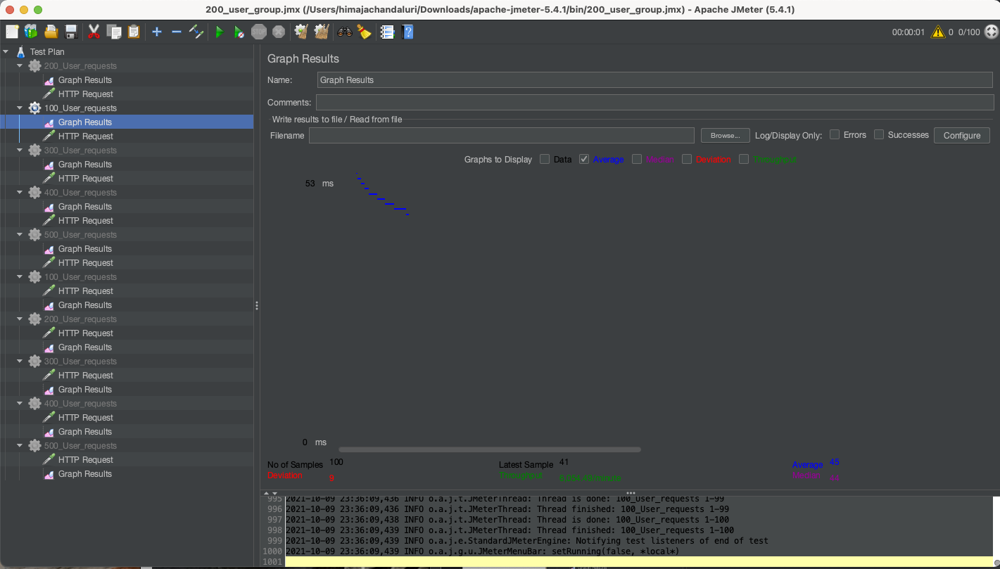 200_user_group.jmx (/Users/himajachandaluri/Downloads/apache-jmeter-5.4.1/bin/200_user_group.jmx) - Apache JMeter (5.4.1)
STOP
00:00:01 0 0/100
Test Plan
200_User_requests
Graph Results
HTTP Request
100_User_requests
Graph Results
HTTP Request
300_User_requests
Graph Results
HTTP Request
400_User_requests
Graph Results
HTTP Request
500_User_requests
Graph Results
HTTP Request
100_User_requests
HTTP Request
Graph Results
200_User_requests
HTTP Request
Graph Results
300_User_requests
HTTP Request
Graph Results
400_User_requests
HTTP Request
Graph Results
500_User_requests
HTTP Request
Graph Results
Graph Results
Name: Graph Results
Comments:
Write results to file / Read from file
Filename Browse... Log/Display Only: Errors Successes Configure
Graphs to Display Data Average Median Deviation Throughput
53 ms
0 ms
No of Samples 100 Latest Sample 41 Average 45
Deviation 9 Throughput 6,054.49/minute Median
995 2021-10-09 23:36:09,436 INFO o.a.j.t.JMeterThread: Thread is done: 100_User_requests 1-99
996 2021-10-09 23:36:09,436 INFO o.a.j.t.JMeterThread: Thread finished: 100_User_requests 1-99
997 2021-10-09 23:36:09,438 INFO o.a.j.t.JMeterThread: Thread is done: 100_User_requests 1-100
998 2021-10-09 23:36:09,439 INFO o.a.j.t.JMeterThread: Thread finished: 100_User_requests 1-100
999 2021-10-09 23:36:09,439 INFO o.a.j.e.StandardJMeterEngine: Notifying test listeners of end of test
1000 2021-10-09 23:36:09,439 INFO o.a.j.g.u.JMeterMenuBar: setRunning(false, *local*)
1001